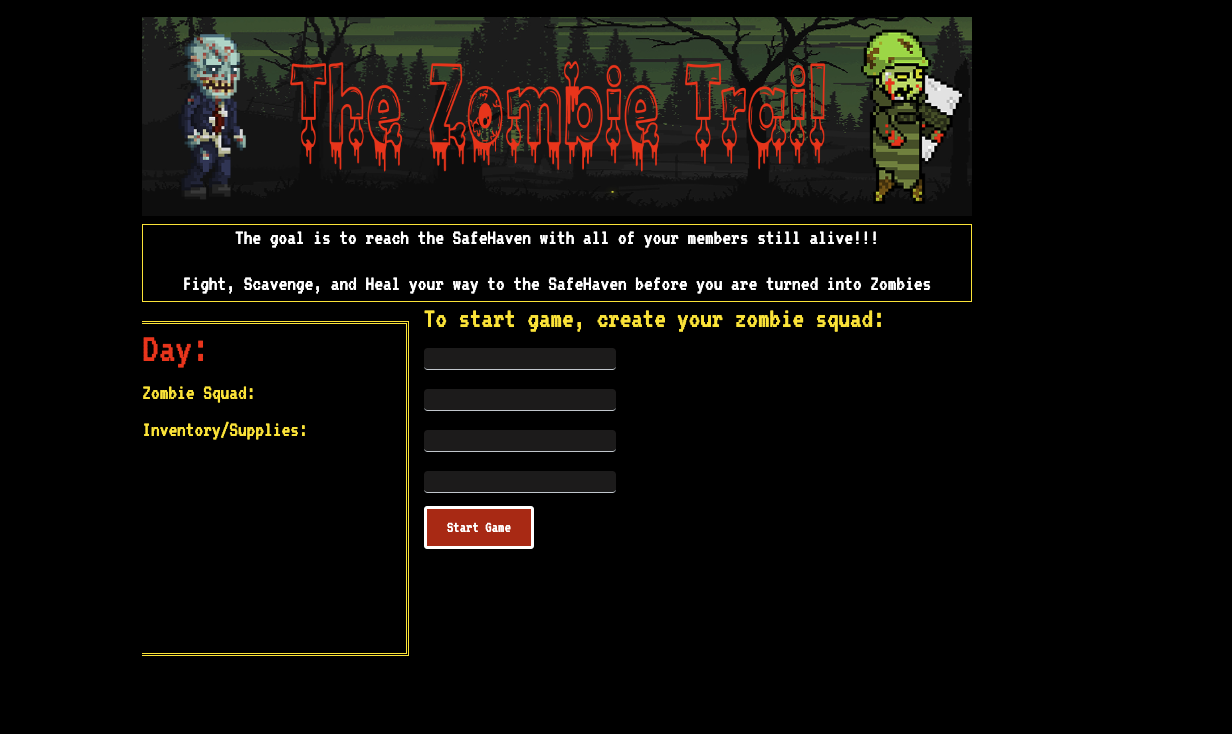 The Zombie Trail
The goal is to reach the SafeHaven with all of your members still alive!!!
Fight, Scavenge, and Heal your way to the SafeHaven before you are turned into Zombies
Day:
Zombie Squad:
Inventory/Supplies:
To start game, create your zombie squad:
Start Game